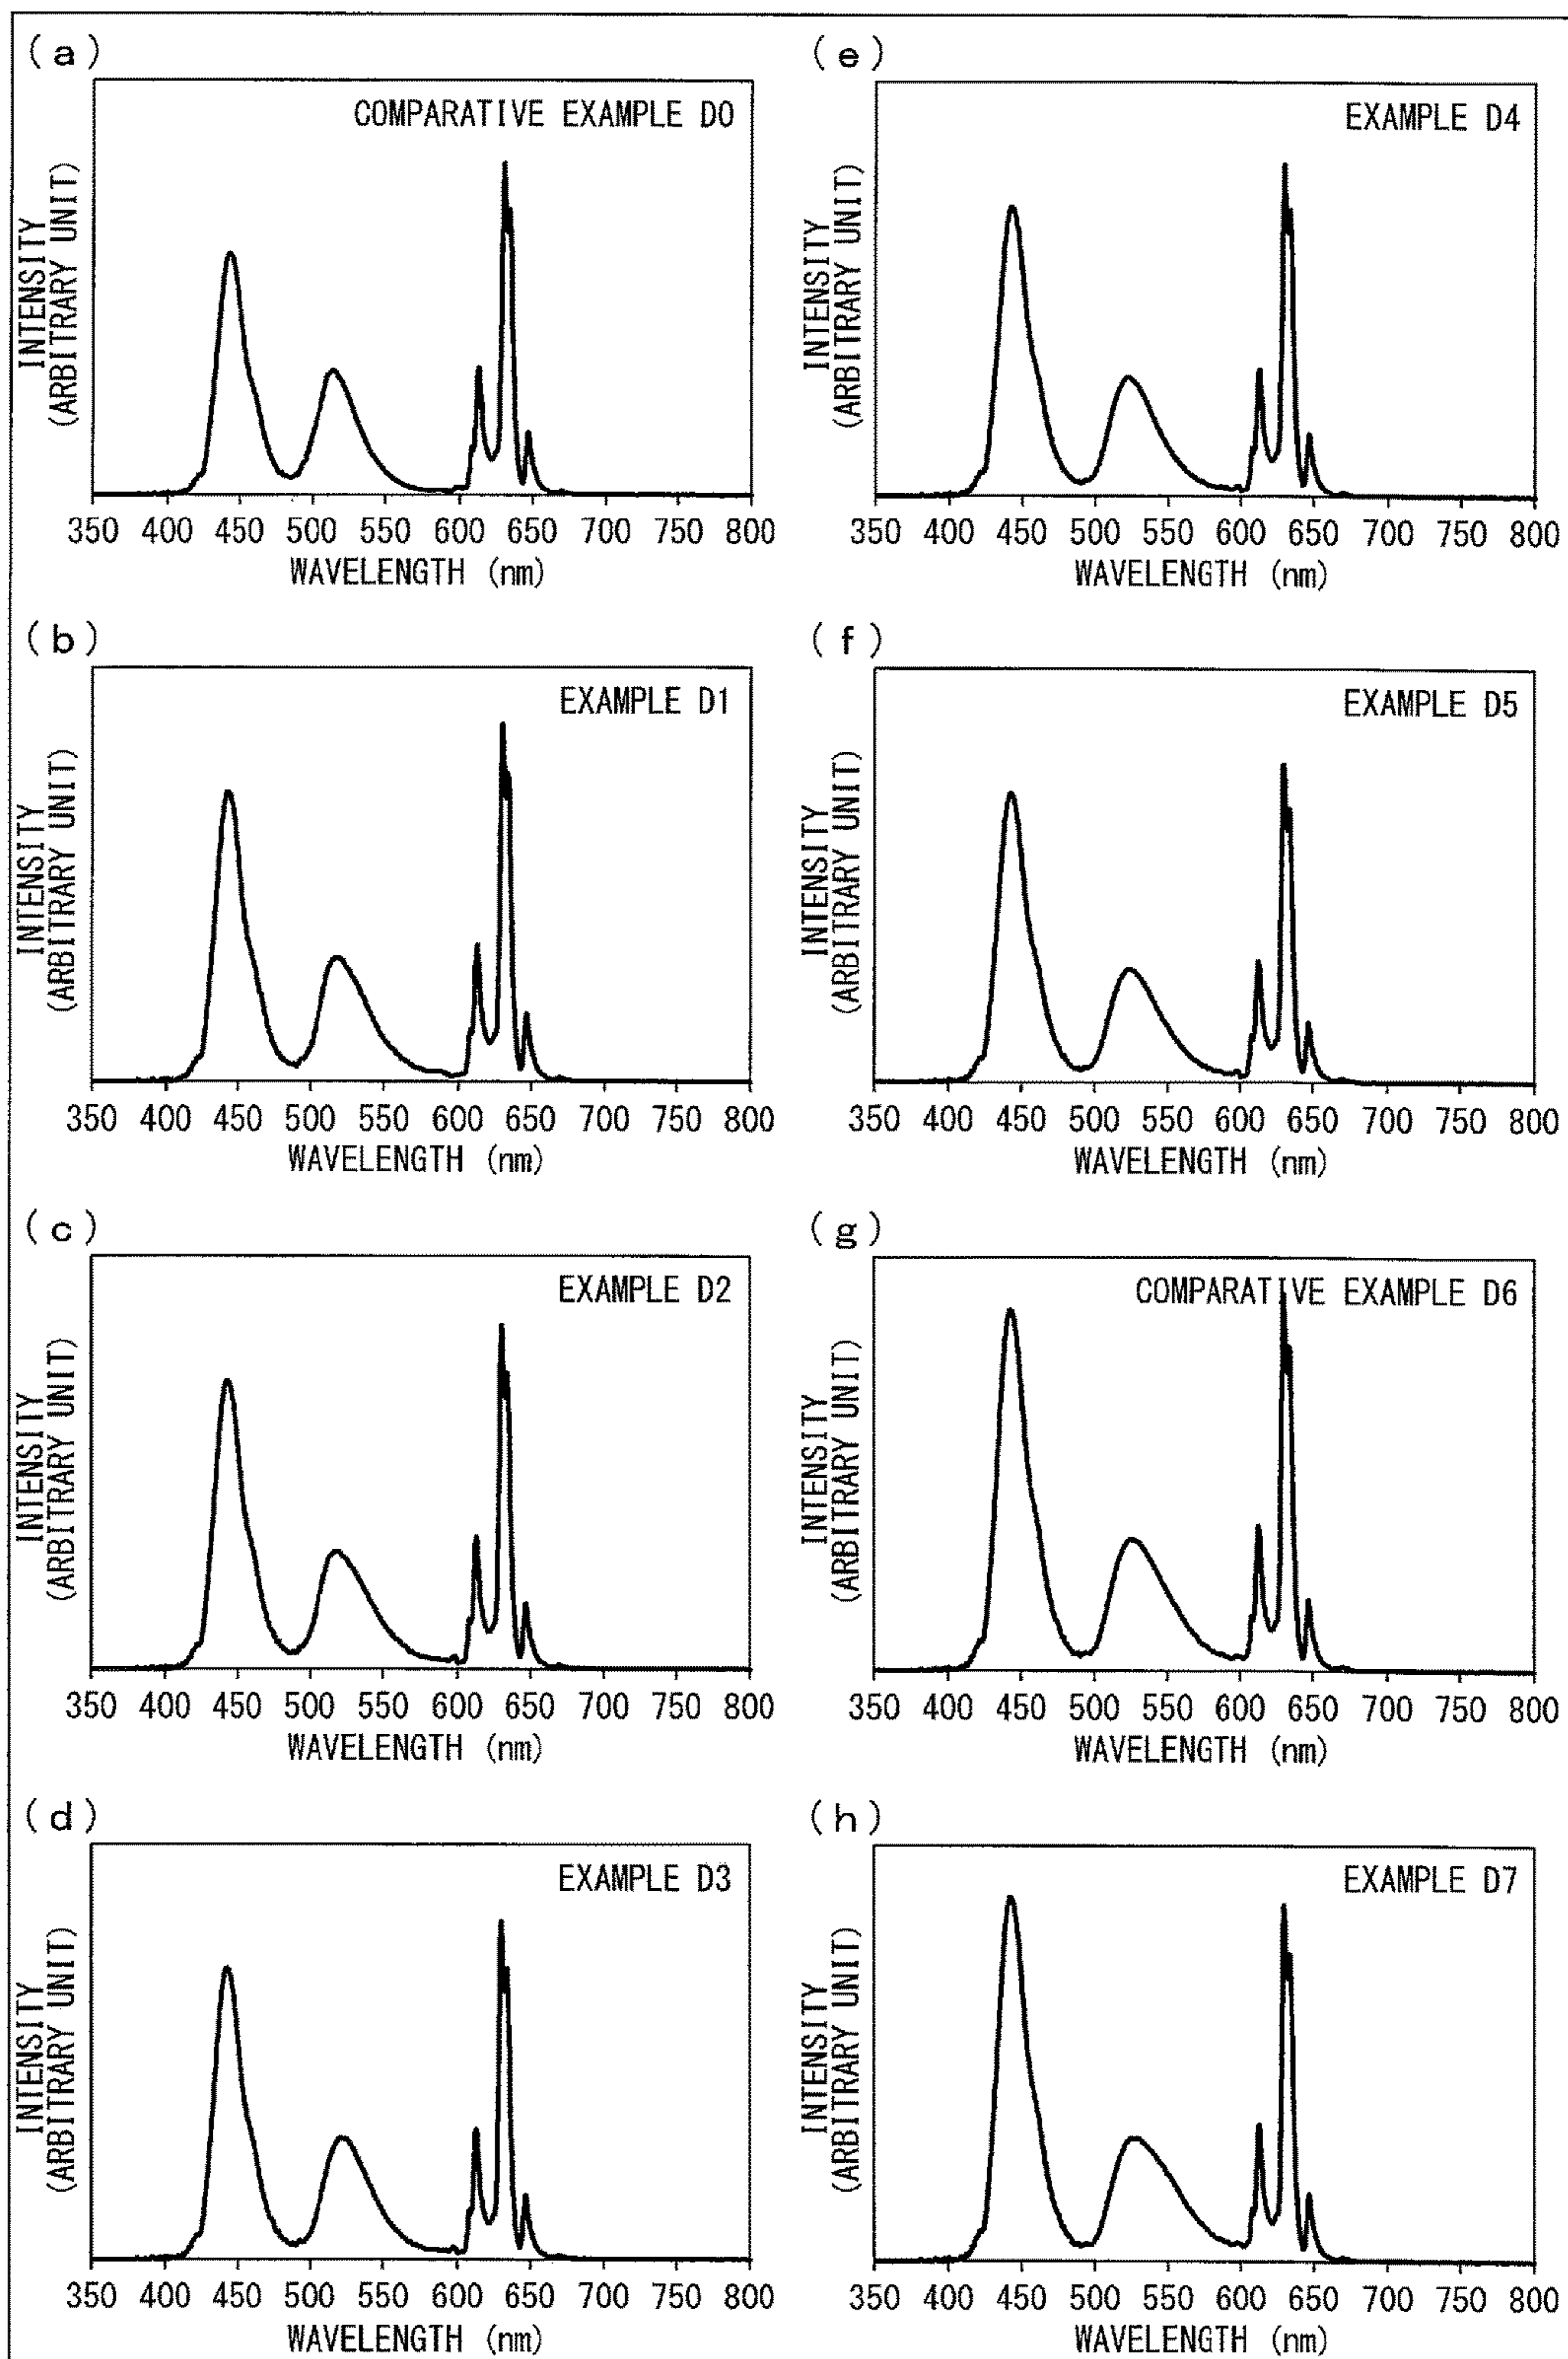 (a)
COMPARATIVE EXAMPLE D0
INTENSITY
(ARBITRARY UNIT)
350 400 450 500 550 600 650 700 750 800
WAVELENGTH (nm)
(b)
EXAMPLE D1
INTENSITY
(ARBITRARY UNIT)
350 400 450 500 550 600 650 700 750 800
WAVELENGTH (nm)
(c)
EXAMPLE D2
INTENSITY
(ARBITRARY UNIT)
350 400 450 500 550 600 650 700 750 800
WAVELENGTH (nm)
(d)
EXAMPLE D3
INTENSITY
(ARBITRARY UNIT)
350 400 450 500 550 600 650 700 750 800
WAVELENGTH (nm)
(e)
EXAMPLE D4
INTENSITY
(ARBITRARY UNIT)
350 400 450 500 550 600 650 700 750 800
WAVELENGTH (nm)
(f)
EXAMPLE D5
INTENSITY
(ARBITRARY UNIT)
350 400 450 500 550 600 650 700 750 800
WAVELENGTH (nm)
(g)
COMPARATIVE EXAMPLE D6
INTENSITY
(ARBITRARY UNIT)
350 400 450 500 550 600 650 700 750 800
WAVELENGTH (nm)
(h)
EXAMPLE D7
INTENSITY
(ARBITRARY UNIT)
350 400 450 500 550 600 650 700 750 800
WAVELENGTH (nm)